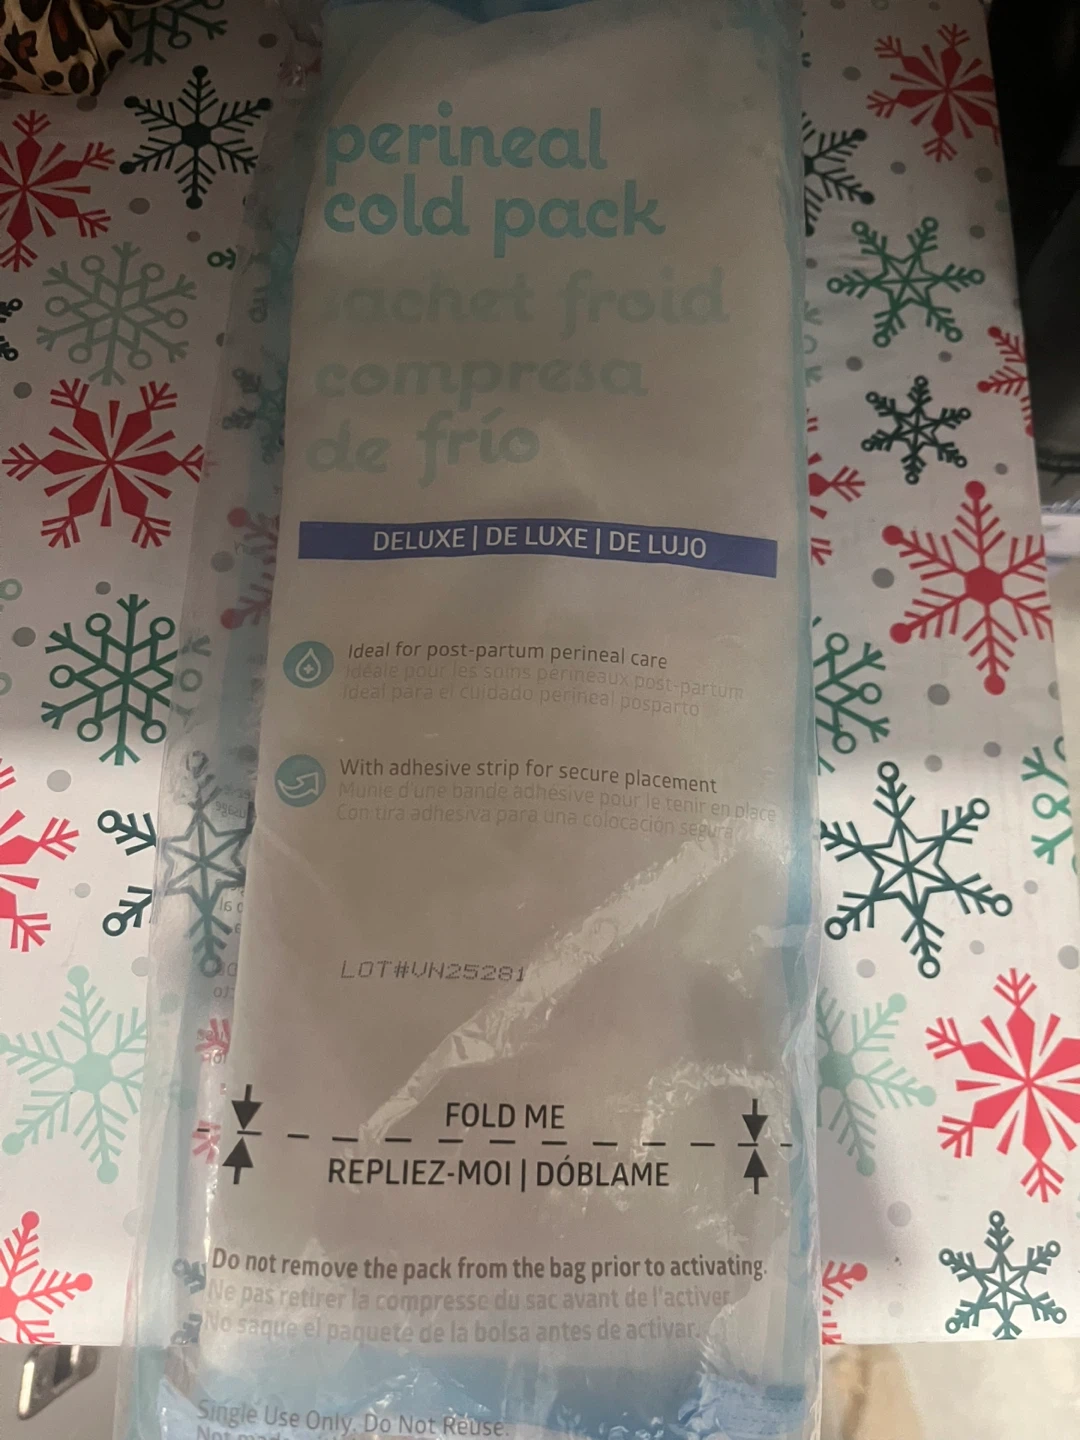 perineal
cold pack
sachet froid
compresa
de frío
DELUXE | DE LUXE | DE LUJO
Ideal for post-partum perineal care
Idéale pour les soins périnéaux post-partum
Ideal para el cuidado perineal posparto
With adhesive strip for secure placement
Munie d'une bande adhésive pour le tenir en place
Con tira adhesiva para una colocación segura
LOT#VN25281
FOLD ME
REPLIEZ-MOI | DÓBLAME
Do not remove the pack from the bag prior to activating.
Ne pas retirer la compresse du sac avant de l'activer.
No saque el paquete de la bolsa antes de activar.
Single Use Only. Do Not Reuse.